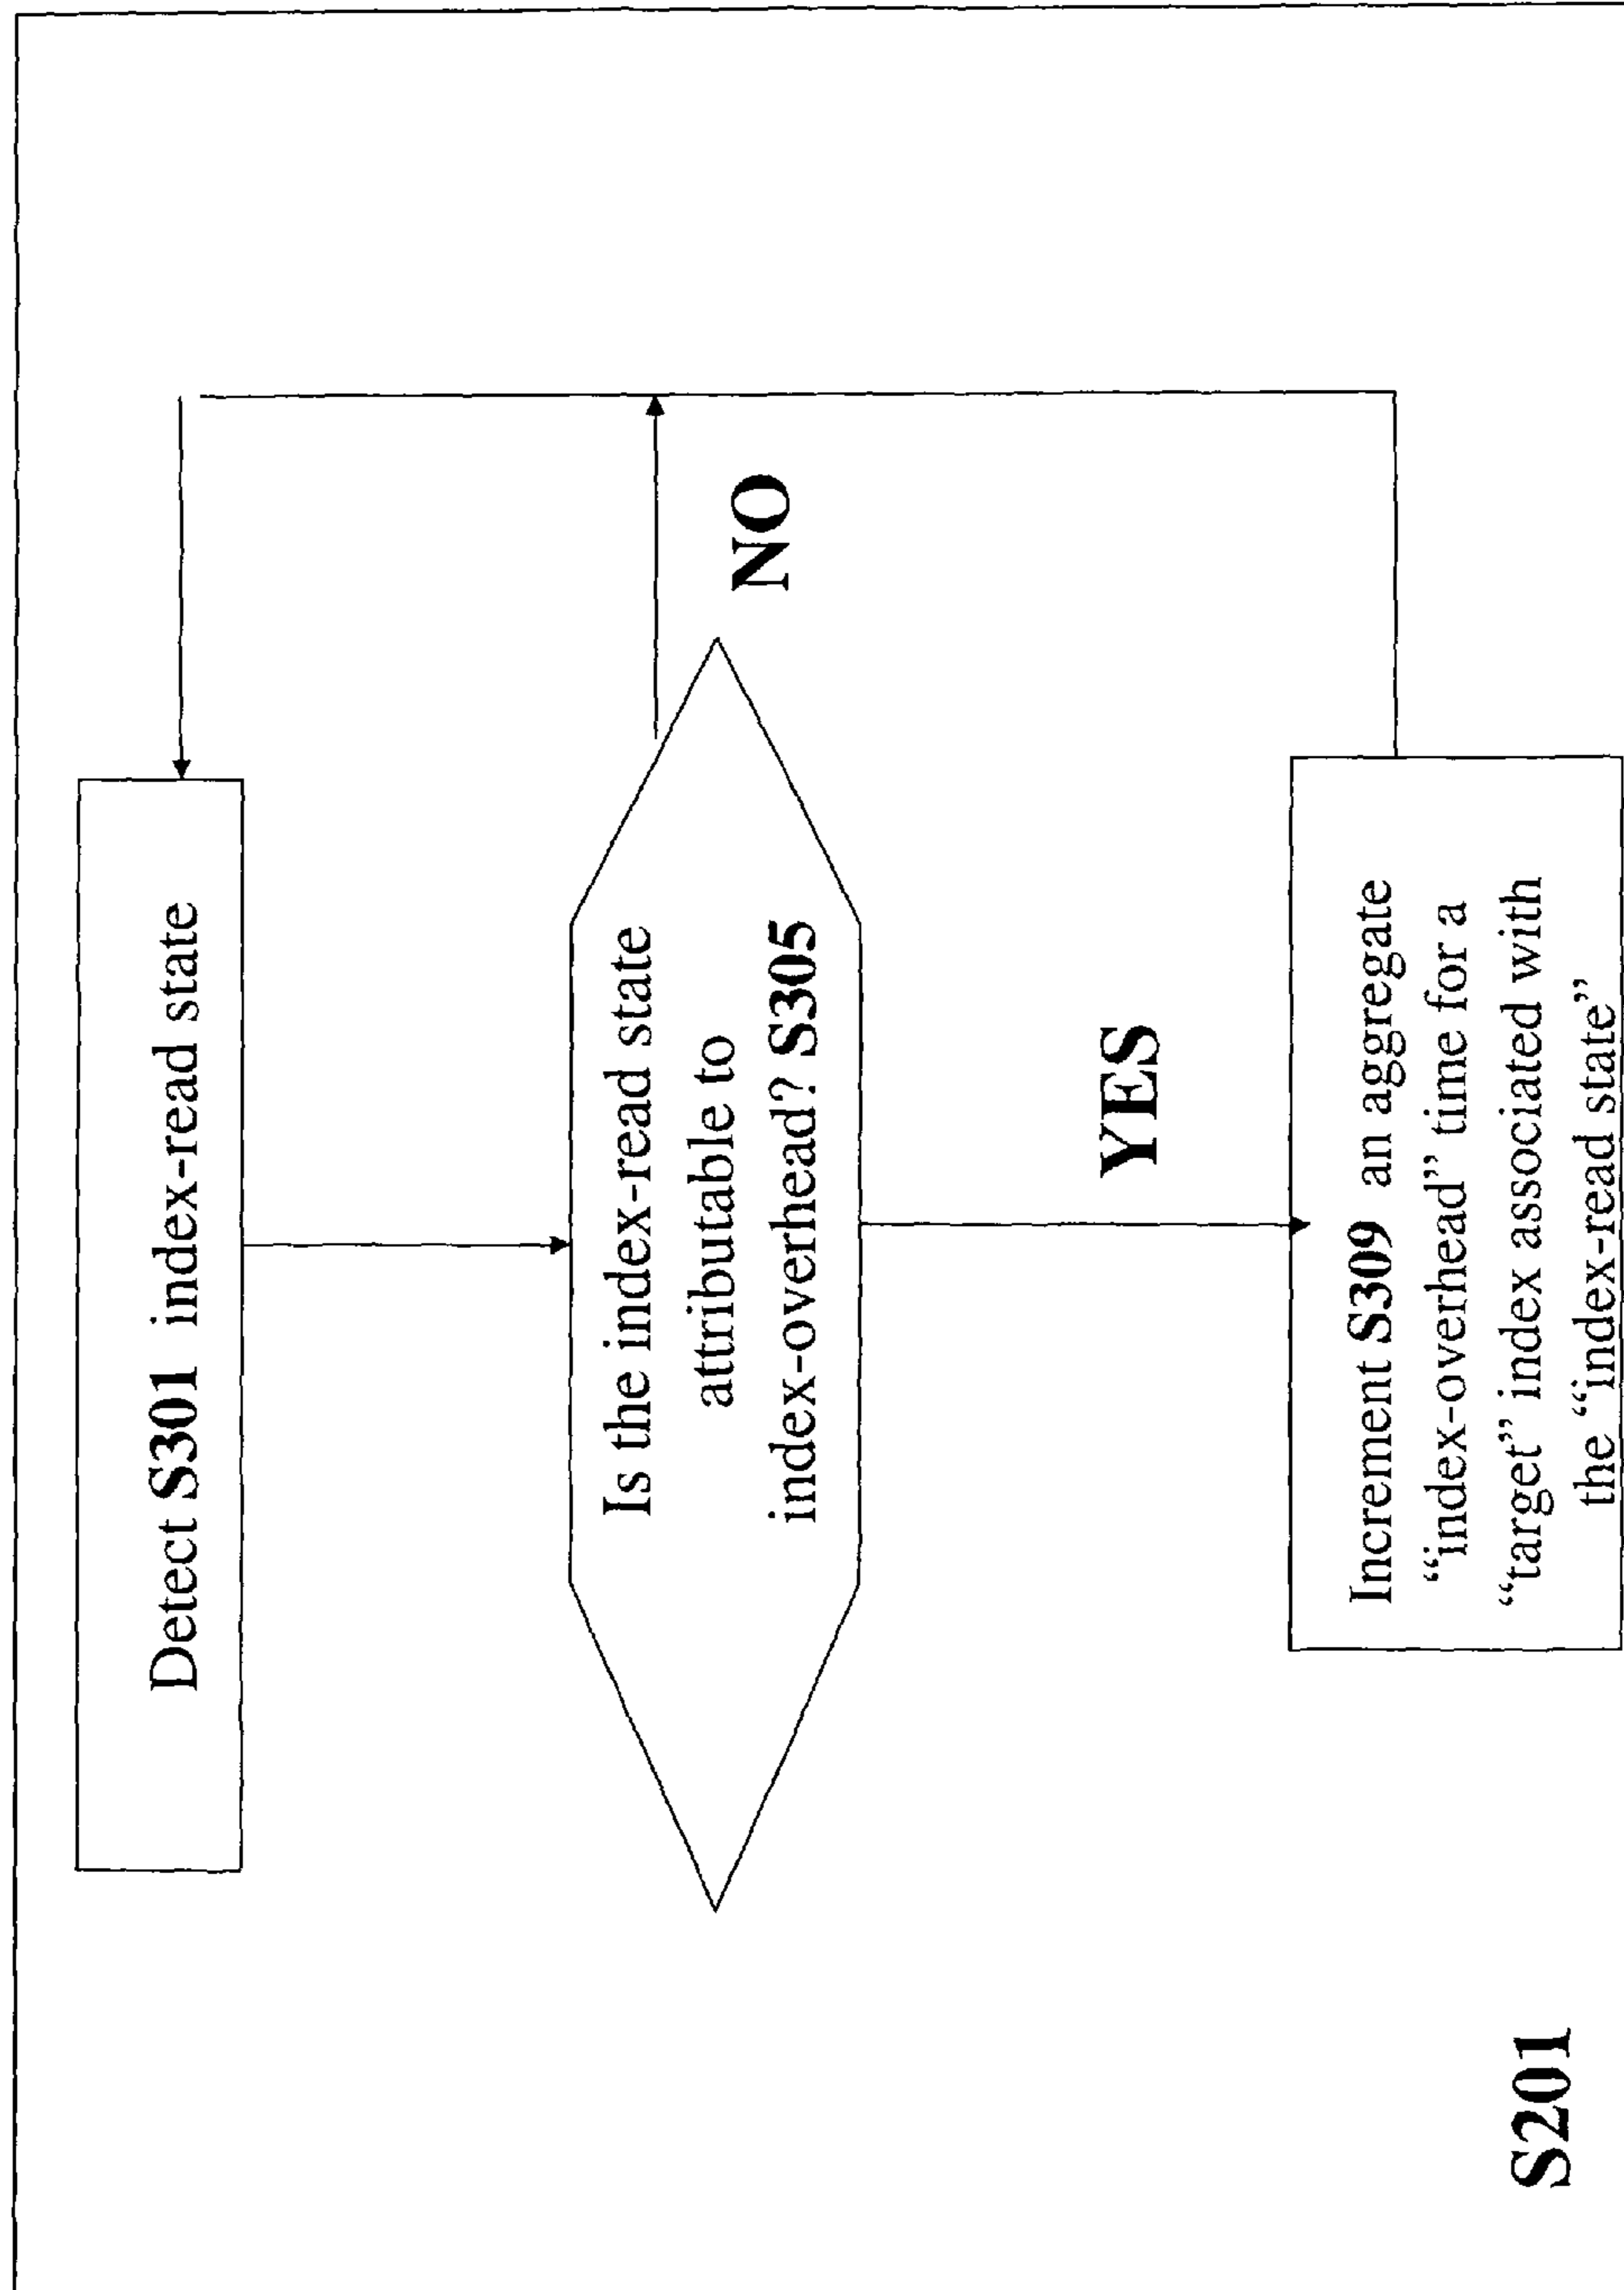 Detect S301 index-read state
Is the index-read state
attributable to
index-overhead? S305
NO
YES
Increment S309 an aggregate
“index-overhead” time for a
“target” index associated with
the “index-read state”
S201